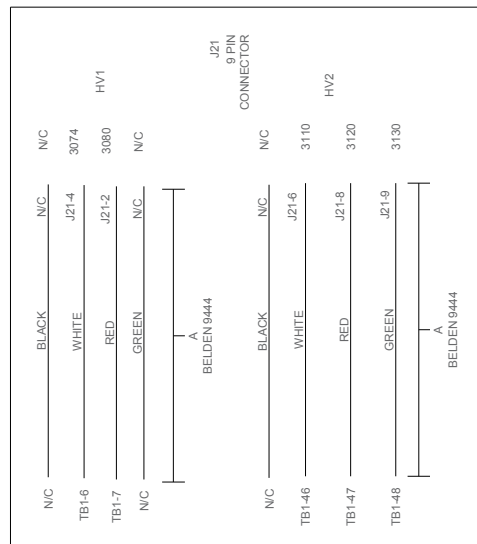 J21
9 PIN
CONNECTOR
HV1
HV2
N/C
3074
3080
N/C
N/C
3110
3120
3130
N/C
J21-4
J21-2
N/C
N/C
J21-6
J21-8
J21-9
BLACK
WHITE
RED
GREEN
A
BELDEN 9444
BLACK
WHITE
RED
GREEN
A
BELDEN 9444
N/C
TB1-6
TB1-7
N/C
N/C
TB1-46
TB1-47
TB1-48